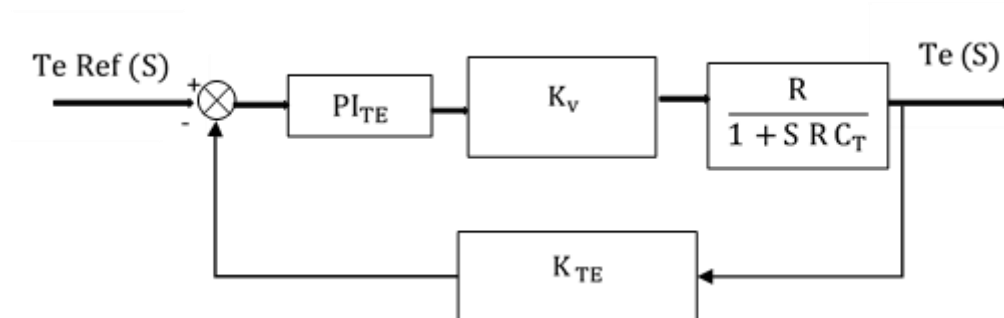 Te Ref (S)
+
-
PI_TE
K_v
R
1 + S R C_T
Te (S)
K_TE